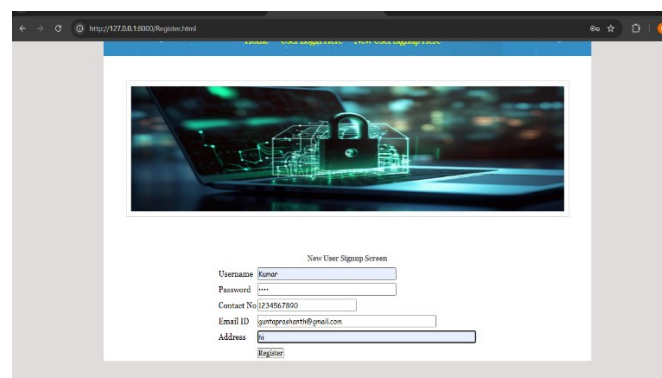 http://127.0.0.1:8000/Register.html
Home User Login Here New User Signup Here
New User Signup Screen
Username Kumar
Password ••••
Contact No 1234567890
Email ID guntaprashanth@gmail.com
Address hi
Register